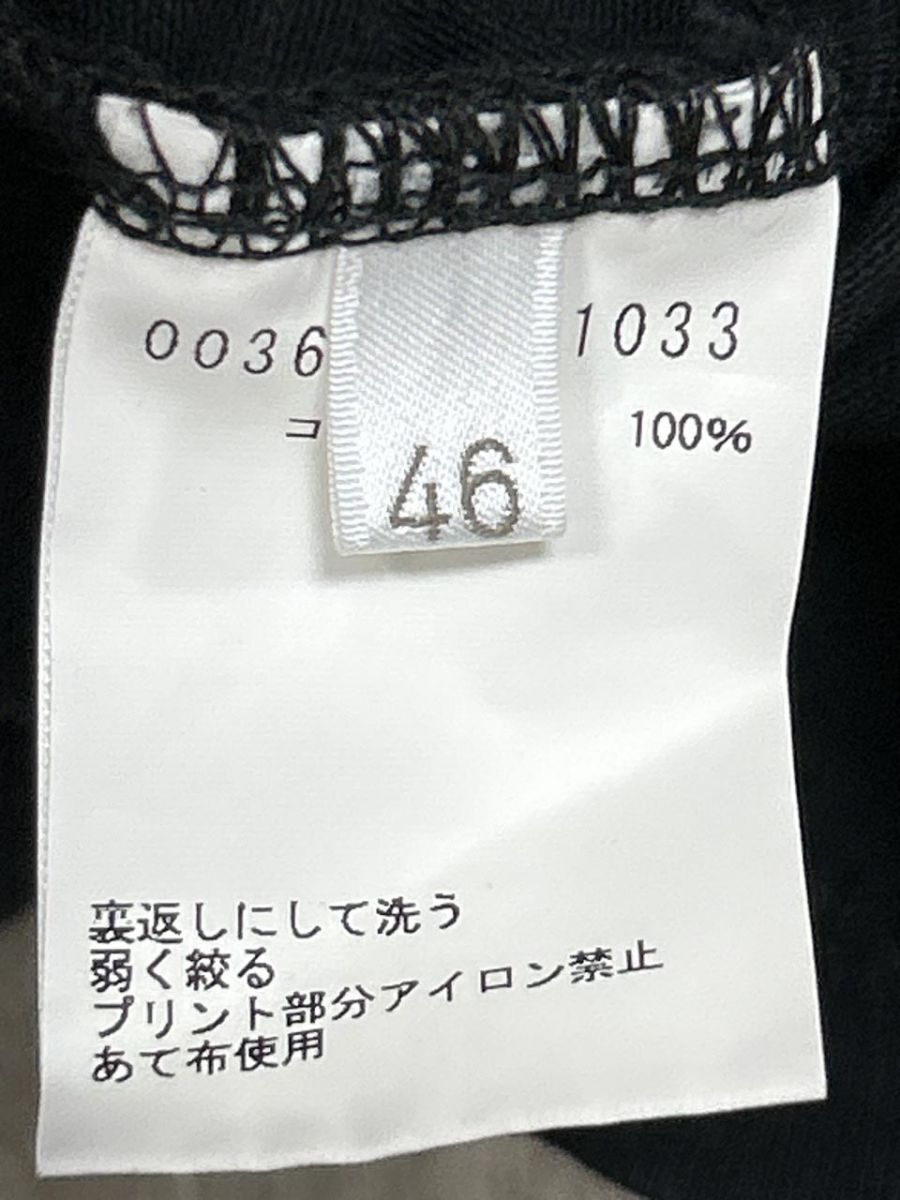 0036 1033
コ 100%
46
裏返しにして洗う
弱く絞る
プリント部分アイロン禁止
あて布使用